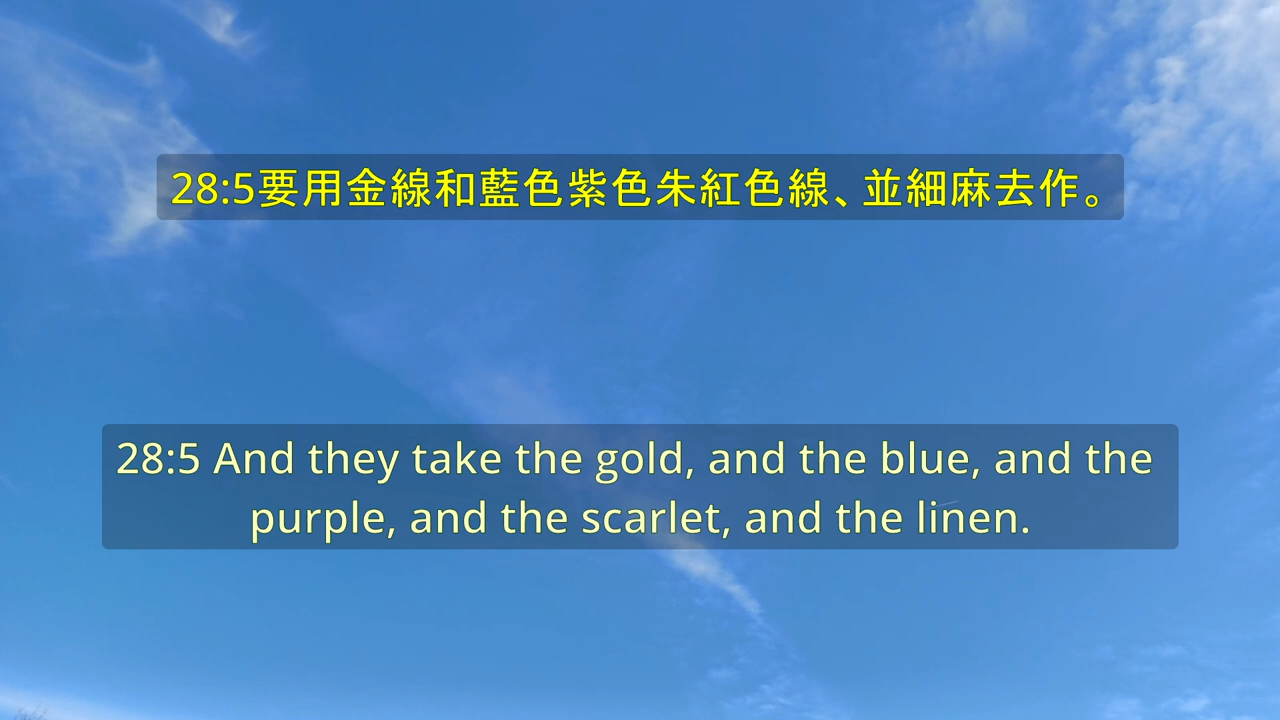 28:5要用金線和藍色紫色朱紅色線、並細麻去作。
28:5 And they take the gold, and the blue, and the
purple, and the scarlet, and the linen.